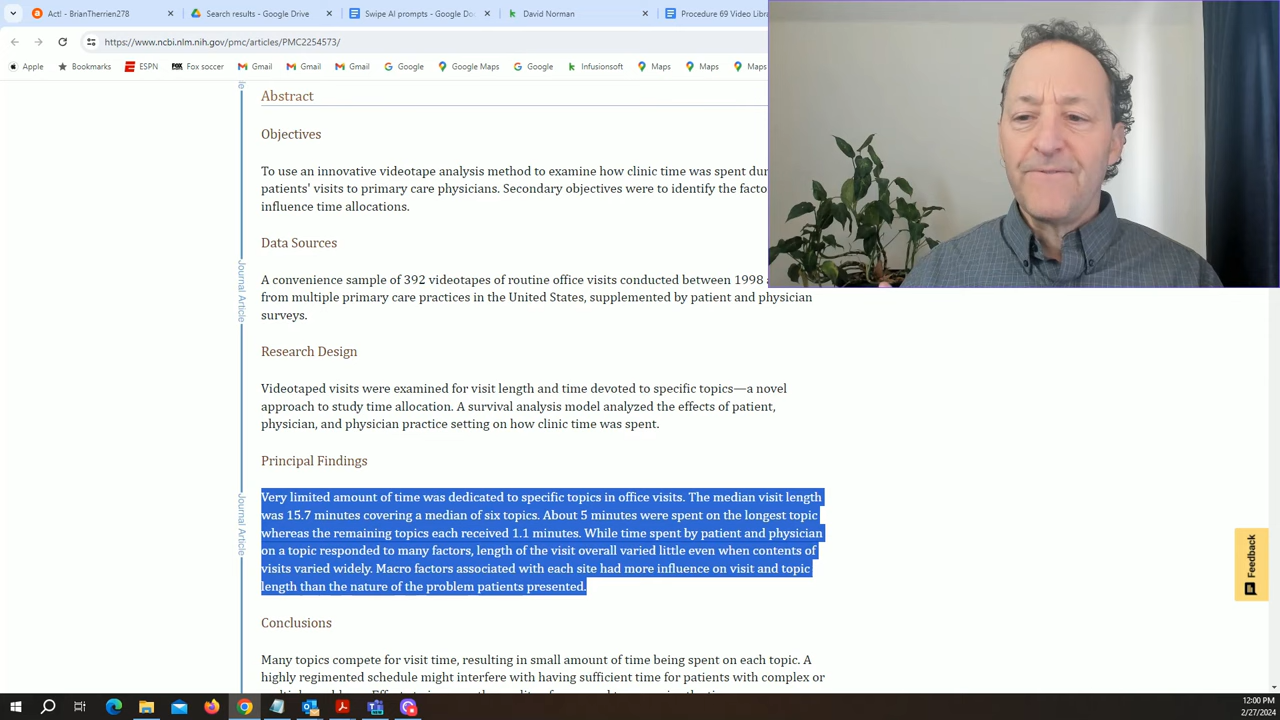 Act! - BrianTherrien278
Search results - Google Drive
Swipe AI prompts - Google Do
David Norman
Procedure 69 Video Libra
https://www.ncbi.nlm.nih.gov/pmc/articles/PMC2254573/
Apple Bookmarks ESPN Fox soccer Gmail Gmail Gmail Google Google Maps Google Infusionsoft Maps Maps Maps
Abstract
Objectives
To use an innovative videotape analysis method to examine how clinic time was spent
patients' visits to primary care physicians. Secondary objectives were to identify the
influence time allocations.
Data Sources
A convenience sample of 392 videotapes of routine office visits conducted between 1998
from multiple primary care practices in the United States, supplemented by patient and physician
surveys.
Research Design
Videotaped visits were examined for visit length and time devoted to specific topics—a novel
approach to study time allocation. A survival analysis model analyzed the effects of patient,
physician, and physician practice setting on how clinic time was spent.
Principal Findings
Very limited amount of time was dedicated to specific topics in office visits. The median visit length
was 15.7 minutes covering a median of six topics. About 5 minutes were spent on the longest topic
whereas the remaining topics each received 1.1 minutes. While time spent by patient and physician
on a topic responded to many factors, length of the visit overall varied little even when contents of
visits varied widely. Macro factors associated with each site had more influence on visit and topic
length than the nature of the problem patients presented.
Conclusions
Many topics compete for visit time, resulting in small amount of time being spent on each topic. A
highly regimented schedule might interfere with having sufficient time for patients with complex or
Journal Article
Journal Article
Feedback
12:00 PM
2/27/2024